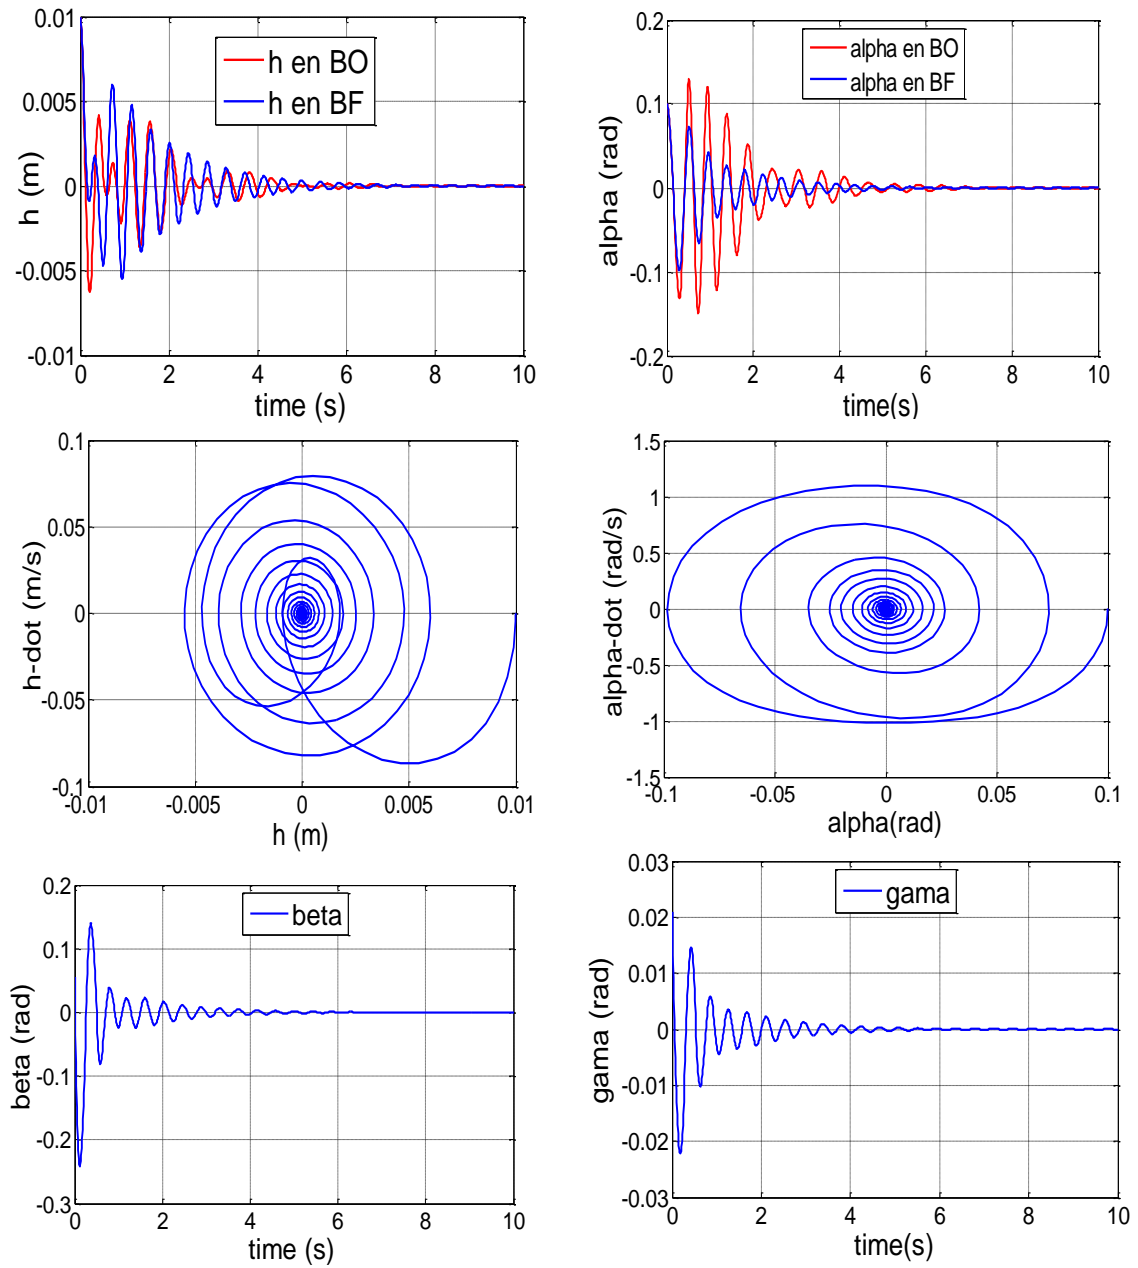 0.01
0.005
0
-0.005
-0.01
h (m)
h en BO
h en BF
0 2 4 6 8 10
time (s)
0.2
0.1
0
-0.1
-0.2
alpha (rad)
alpha en BO
alpha en BF
0 2 4 6 8 10
time(s)
0.1
0.05
0
-0.05
-0.1
h-dot (m/s)
-0.01 -0.005 0 0.005 0.01
h (m)
1.5
1
0.5
0
-0.5
-1
-1.5
alpha-dot (rad/s)
-0.1 -0.05 0 0.05 0.1
alpha(rad)
0.2
0.1
0
-0.1
-0.2
-0.3
beta (rad)
beta
0 2 4 6 8 10
time (s)
0.03
0.02
0.01
0
-0.01
-0.02
-0.03
gama (rad)
gama
0 2 4 6 8 10
time(s)